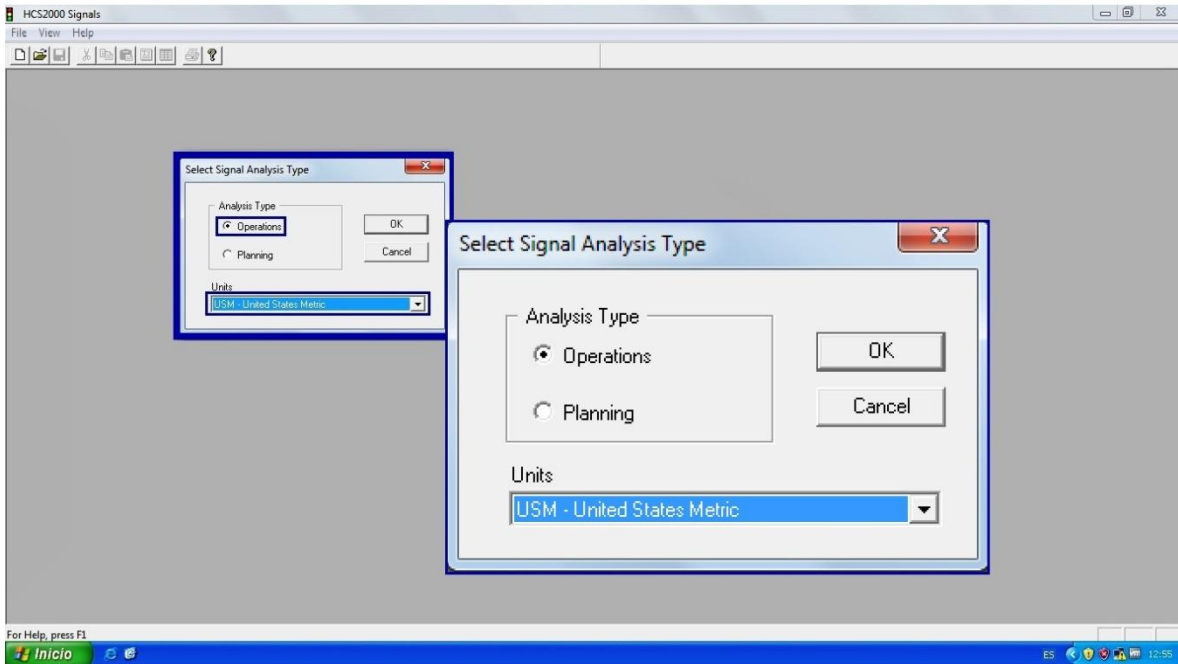 HCS2000 Signals
File View Help
Select Signal Analysis Type
Analysis Type
Operations
OK
Planning
Cancel
Units
USM - United States Metric
Select Signal Analysis Type
Analysis Type
Operations
OK
Planning
Cancel
Units
USM - United States Metric
For Help, press F1
Inicio
ES
12:55